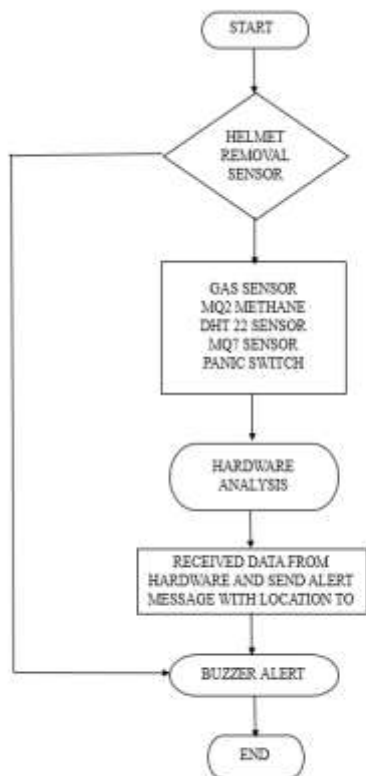 START
HELMET
REMOVAL
SENSOR
GAS SENSOR
MQ2 METHANE
DHT 22 SENSOR
MQ7 SENSOR
PANIC SWITCH
HARDWARE
ANALYSIS
RECEIVED DATA FROM
HARDWARE AND SEND ALERT
MESSAGE WITH LOCATION TO
BUZZER ALERT
END